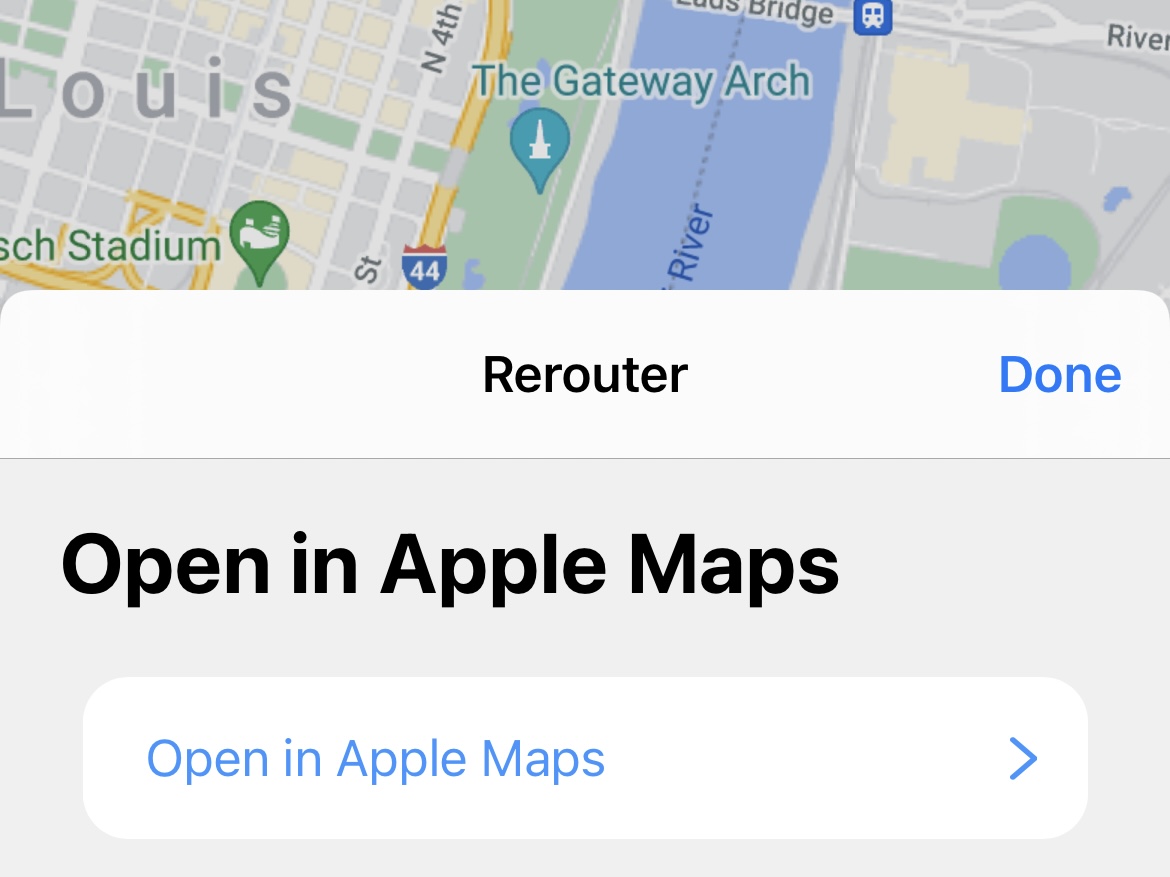 Eads Bridge
River
N 4th
Louis
The Gateway Arch
sch Stadium
St
44
River
Rerouter
Done
Open in Apple Maps
Open in Apple Maps